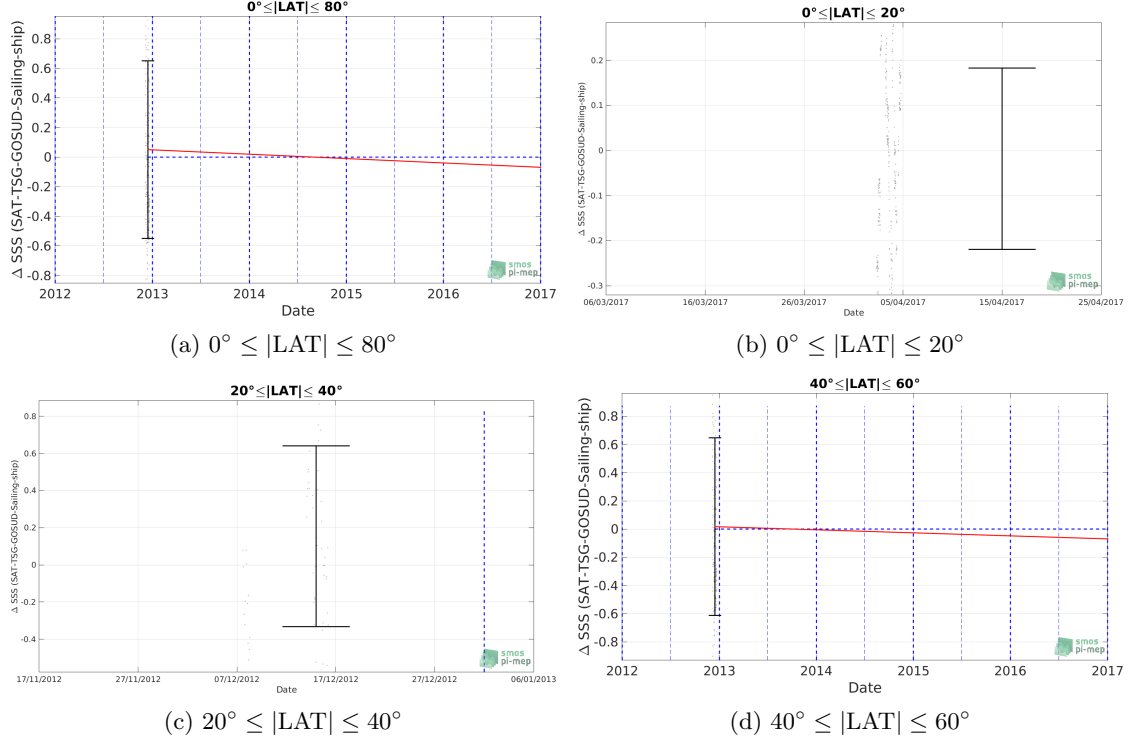 0°≤|LAT|≤ 80°
Δ SSS (SAT-TSG-GOSUD-Sailing-ship)
0.8
0.6
0.4
0.2
0
-0.2
-0.4
-0.6
-0.8
2012 2013 2014 2015 2016 2017
Date
smos
pi-mep
(a) 0° ≤ |LAT| ≤ 80°
0°≤|LAT|≤ 20°
Δ SSS (SAT-TSG-GOSUD-Sailing-ship)
0.2
0.1
0
-0.1
-0.2
-0.3
06/03/2017 16/03/2017 26/03/2017 05/04/2017 15/04/2017 25/04/2017
Date
smos
pi-mep
(b) 0° ≤ |LAT| ≤ 20°
20°≤|LAT|≤ 40°
Δ SSS (SAT-TSG-GOSUD-Sailing-ship)
0.8
0.6
0.4
0.2
0
-0.2
-0.4
17/11/2012 27/11/2012 07/12/2012 17/12/2012 27/12/2012 06/01/2013
Date
smos
pi-mep
(c) 20° ≤ |LAT| ≤ 40°
40°≤|LAT|≤ 60°
Δ SSS (SAT-TSG-GOSUD-Sailing-ship)
0.8
0.6
0.4
0.2
0
-0.2
-0.4
-0.6
-0.8
2012 2013 2014 2015 2016 2017
Date
smos
pi-mep
(d) 40° ≤ |LAT| ≤ 60°